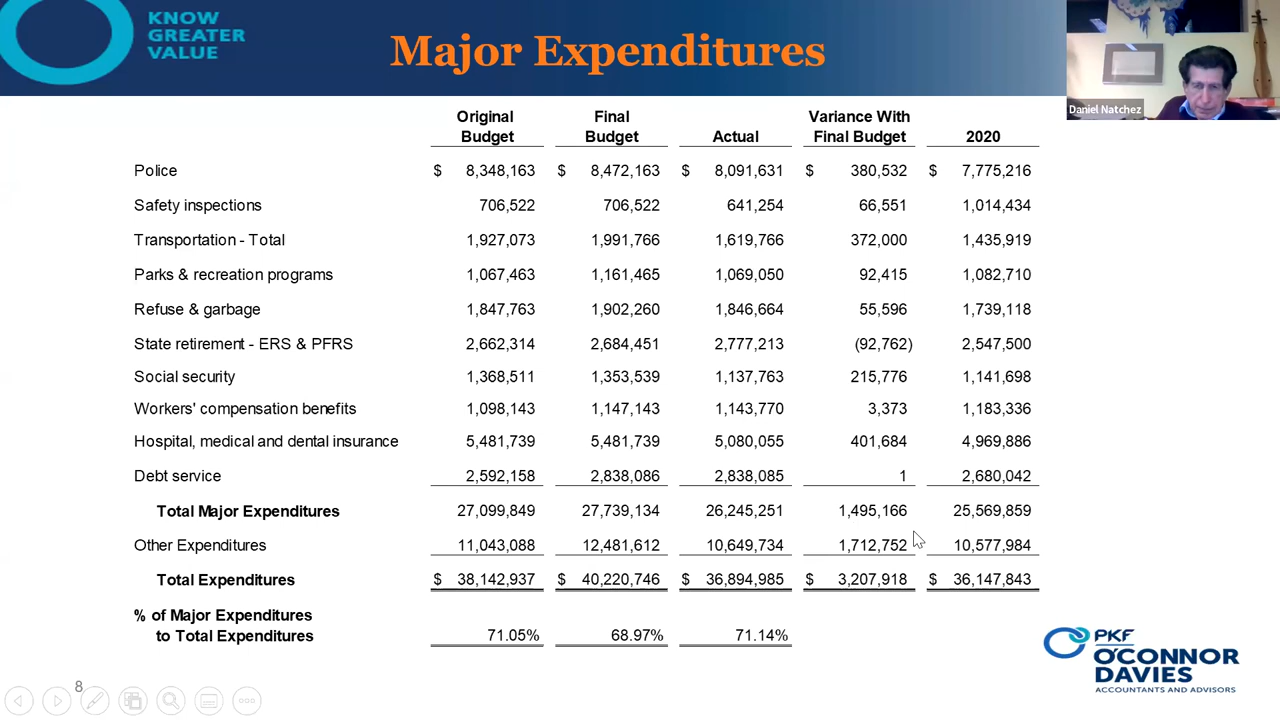 KNOW
GREATER
VALUE
Major Expenditures
Daniel Natchez
Original Budget Final Budget Actual Variance With Final Budget 2020
Police $ 8,348,163 $ 8,472,163 $ 8,091,631 $ 380,532 $ 7,775,216
Safety inspections 706,522 706,522 641,254 66,551 1,014,434
Transportation - Total 1,927,073 1,991,766 1,619,766 372,000 1,435,919
Parks & recreation programs 1,067,463 1,161,465 1,069,050 92,415 1,082,710
Refuse & garbage 1,847,763 1,902,260 1,846,664 55,596 1,739,118
State retirement - ERS & PFRS 2,662,314 2,684,451 2,777,213 (92,762) 2,547,500
Social security 1,368,511 1,353,539 1,137,763 215,776 1,141,698
Workers' compensation benefits 1,098,143 1,147,143 1,143,770 3,373 1,183,336
Hospital, medical and dental insurance 5,481,739 5,481,739 5,080,055 401,684 4,969,886
Debt service 2,592,158 2,838,086 2,838,085 1 2,680,042
Total Major Expenditures 27,099,849 27,739,134 26,245,251 1,495,166 25,569,859
Other Expenditures 11,043,088 12,481,612 10,649,734 1,712,752 10,577,984
Total Expenditures $ 38,142,937 $ 40,220,746 $ 36,894,985 $ 3,207,918 $ 36,147,843
% of Major Expenditures
to Total Expenditures 71.05% 68.97% 71.14%
PKF
O'CONNOR
DAVIES
ACCOUNTANTS AND ADVISORS
8